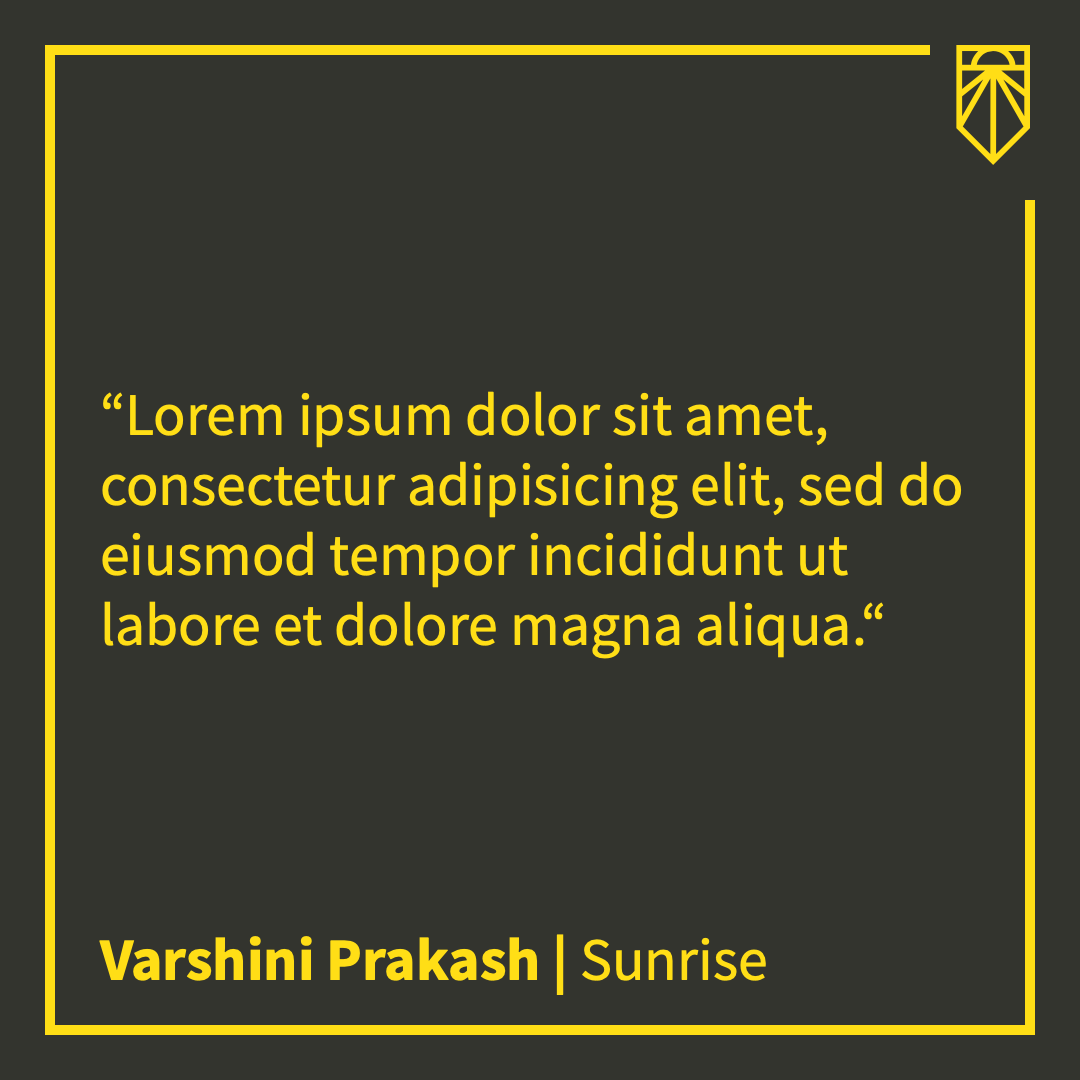 “Lorem ipsum dolor sit amet,
consectetur adipisicing elit, sed do
eiusmod tempor incididunt ut
labore et dolore magna aliqua.“
Varshini Prakash | Sunrise